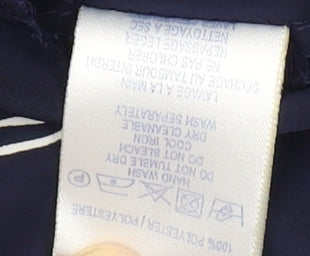 100% POLYESTER / POLYESTERE
P
HAND WASH
DO NOT TUMBLE DRY
DO NOT BLEACH
COOL IRON
DRY CLEANABLE
WASH SEPARATELY
LAVAGE À LA MAIN
SECHAGE AU TAMBOUR INTERDIT
NE PAS CHLORER
REPASSAGE LEGER
NETTOYAGE A SEC